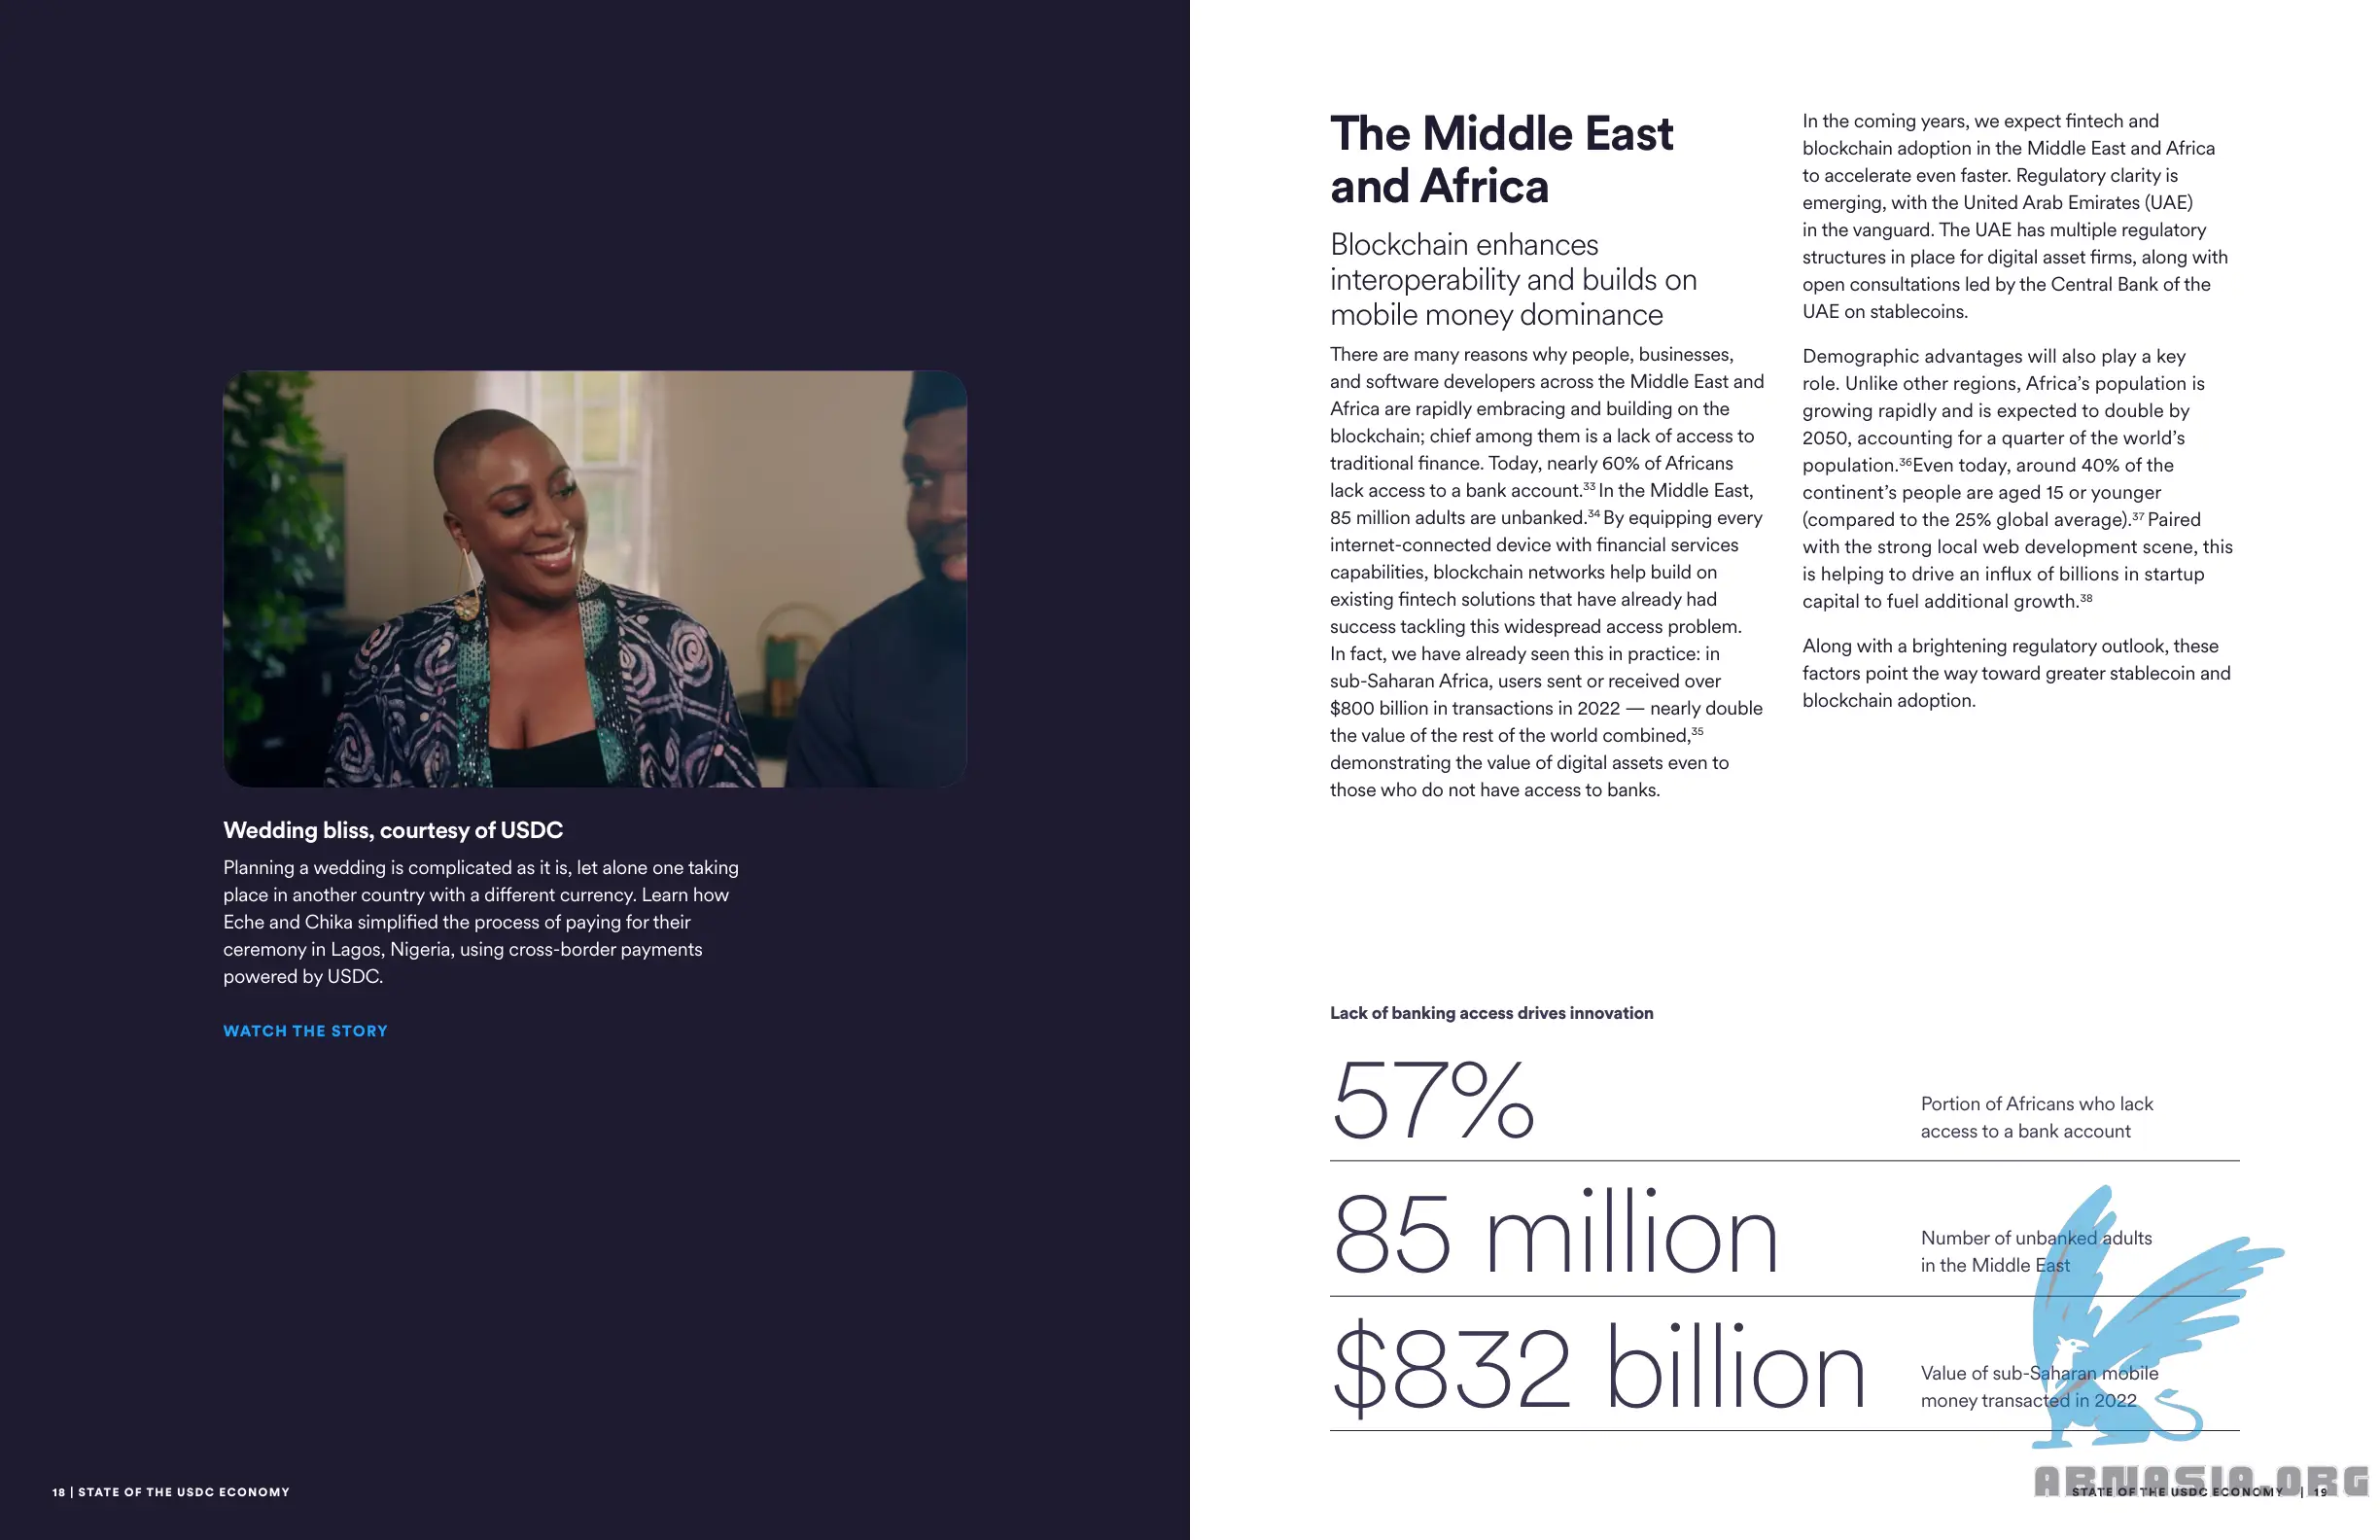 Wedding bliss, courtesy of USDC
Planning a wedding is complicated as it is, let alone one taking
place in another country with a different currency. Learn how
Eche and Chika simplified the process of paying for their
ceremony in Lagos, Nigeria, using cross-border payments
powered by USDC.
WATCH THE STORY
18 | STATE OF THE USDC ECONOMY
The Middle East
and Africa
Blockchain enhances
interoperability and builds on
mobile money dominance
There are many reasons why people, businesses,
and software developers across the Middle East and
Africa are rapidly embracing and building on the
blockchain; chief among them is a lack of access to
traditional finance. Today, nearly 60% of Africans
lack access to a bank account.³³ In the Middle East,
85 million adults are unbanked.³⁴ By equipping every
internet-connected device with financial services
capabilities, blockchain networks help build on
existing fintech solutions that have already had
success tackling this widespread access problem.
In fact, we have already seen this in practice: in
sub-Saharan Africa, users sent or received over
$800 billion in transactions in 2022 — nearly double
the value of the rest of the world combined,³⁵
demonstrating the value of digital assets even to
those who do not have access to banks.
In the coming years, we expect fintech and
blockchain adoption in the Middle East and Africa
to accelerate even faster. Regulatory clarity is
emerging, with the United Arab Emirates (UAE)
in the vanguard. The UAE has multiple regulatory
structures in place for digital asset firms, along with
open consultations led by the Central Bank of the
UAE on stablecoins.
Demographic advantages will also play a key
role. Unlike other regions, Africa's population is
growing rapidly and is expected to double by
2050, accounting for a quarter of the world's
population.³⁶Even today, around 40% of the
continent's people are aged 15 or younger
(compared to the 25% global average).³⁷ Paired
with the strong local web development scene, this
is helping to drive an influx of billions in startup
capital to fuel additional growth.³⁸
Along with a brightening regulatory outlook, these
factors point the way toward greater stablecoin and
blockchain adoption.
Lack of banking access drives innovation
57%
Portion of Africans who lack
access to a bank account
85 million
Number of unbanked adults
in the Middle East
$832 billion
Value of sub-Saharan mobile
money transacted in 2022
ARMASIA.ORG
STATE OF THE USDC ECONOMY | 19